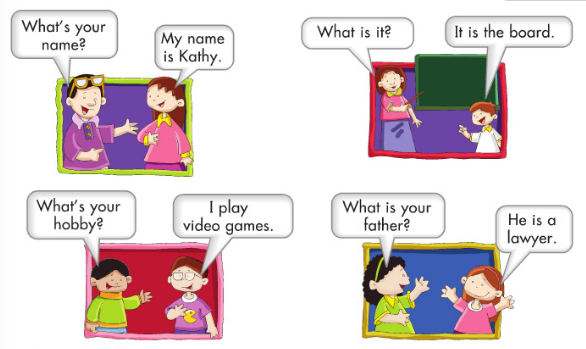 What's your
name?
My name
is Kathy.
What is it?
It is the board.
What's your
hobby?
I play
video games.
What is your
father?
He is a
lawyer.